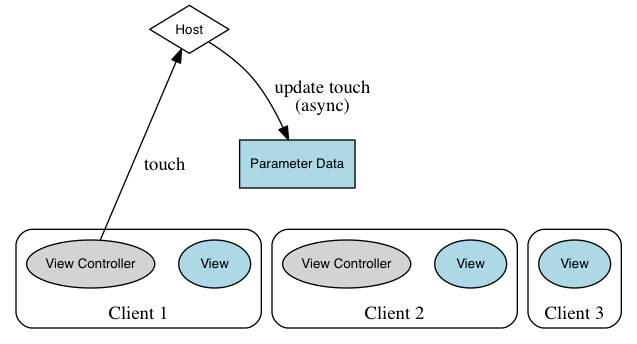 Host
update touch
(async)
Parameter Data
touch
View Controller
View
View Controller
View
View
Client 1
Client 2
Client 3